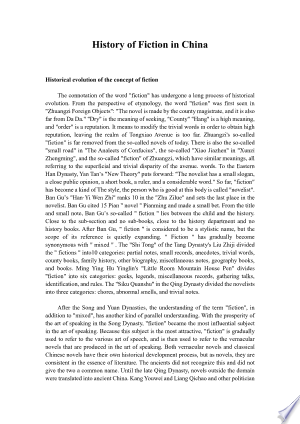 History of Fiction in China
Historical evolution of the concept of fiction
The connotation of the word "fiction" has undergone a long process of historical
evolution. From the perspective of etymology, the word "fiction" was first seen in
"Zhuangzi Foreign Objects": "The novel is made by the county magistrate, and it is also
far from Da Da." "Dry" is the meaning of seeking, "County" "Hang" is a high meaning,
and "order" is a reputation. It means to modify the trivial words in order to obtain high
reputation, leaving the realm of Tongxiao Avenue is too far. Zhuangzi's so-called
"fiction" is far removed from the so-called novels of today. There is also the so-called
"small road" in "The Analects of Confucius", the so-called "Xiao Jiazhen" in "Xunzi
Zhengming", and the so-called "fiction" of Zhuangzi, which have similar meanings, all
referring to the superficial and trivial disparity of the avenue. words. To the Eastern
Han Dynasty, Yun Tan's "New Theory" puts forward: "The novelist has a small slogan,
a close public opinion, a short book, a ruler, and a considerable word." So far, "fiction"
has become a kind of The style, the person who is good at this body is called "novelist".
Ban Gu's "Han Yi Wen Zhi" ranks 10 in the "Zhu Zilue" and sets the last place in the
novelist. Ban Gu cited 15 Pian " novel " Planning and made a small bet. From the title
and small note, Ban Gu's so-called " fiction " lies between the child and the history.
Close to the sub-section and no sub-books, close to the history department and no
history books. After Ban Gu, " fiction " is considered to be a stylistic name, but the
scope of its reference is quietly expanding. " Fiction " has gradually become
synonymous with " mixed " . The "Shi Tong" of the Tang Dynasty's Liu Zhiji divided
the " fictions " into10 categories: partial notes, small records, anecdotes, trivial words,
county books, family history, other biography, miscellaneous notes, geography books,
and books. Ming Ying Hu Yinglin's "Little Room Mountain House Pen" divides
"fiction" into six categories: geeks, legends, miscellaneous records, gathering talks,
identification, and rules. The "Siku Quanshu" in the Qing Dynasty divided the novelists
into three categories: chores, abnormal smells, and trivial notes.
After the Song and Yuan Dynasties, the understanding of the term "fiction", in
addition to "mixed", has another kind of parallel understanding. With the prosperity of
the art of speaking in the Song Dynasty, "fiction" became the most influential subject
in the art of speaking. Because this subject is the most attractive, "fiction" is gradually
used to refer to the various art of speech, and is then used to refer to the vernacular
novels that are produced in the art of speaking. Both vernacular novels and classical
Chinese novels have their own historical development process, but as novels, they are
consistent in the essence of literature. The ancients did not recognize this and did not
give the two a common name. Until the late Qing Dynasty, novels outside the domain
were translated into ancient China. Kang Youwei and Liang Qichao and other politician